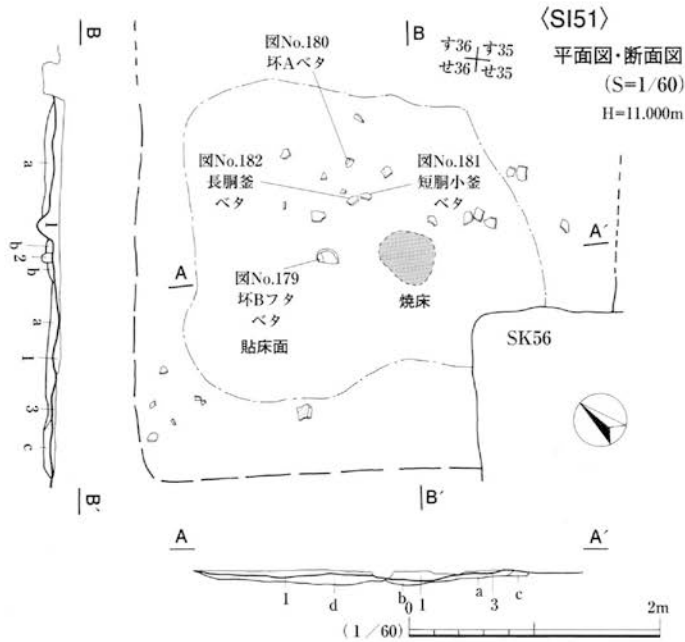 〈SI51〉
平面図・断面図
(S=1/60)
H=11.000m
B
B
す36 す35
せ36 せ35
図No.180
坏Aベタ
図No.182
長胴釜
ベタ
図No.181
短胴小釜
ベタ
A
A′
図No.179
坏Bフタ
ベタ
貼床面
焼床
SK56
a
1
b
2
b
a
1
3
c
B′
B′
A
A′
1
d
b
1
a
3
c
0
2m
(1/60)